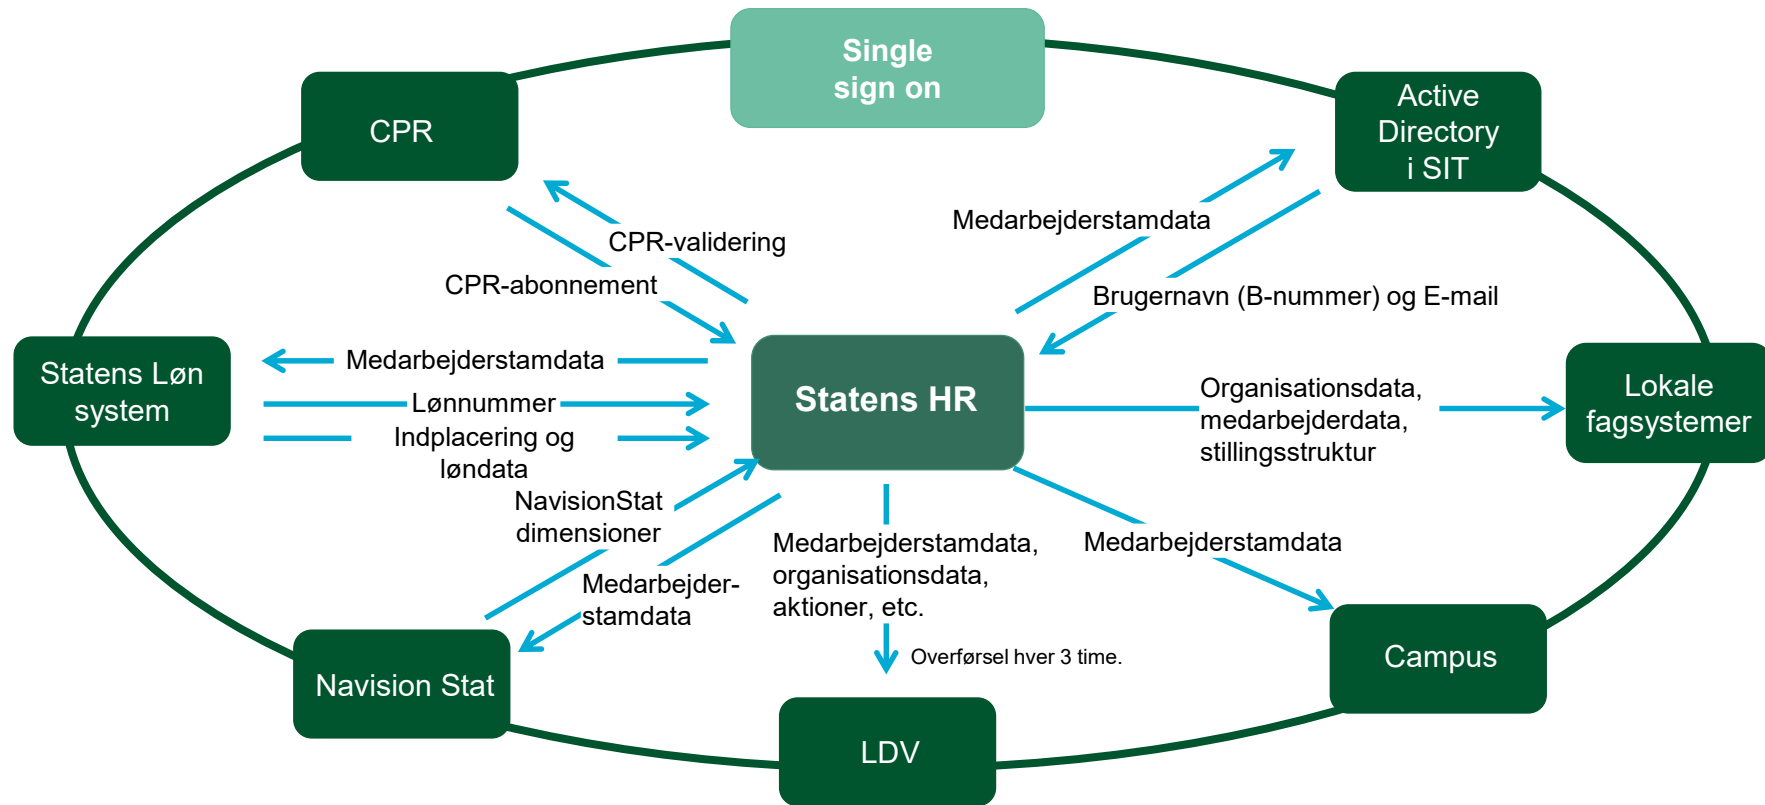 Single
sign on
CPR
Active
Directory
i SIT
Medarbejderstamdata
CPR-validering
CPR-abonnement
Brugernavn (B-nummer) og E-mail
Statens Løn
system
Medarbejderstamdata
Lønnummer
Indplacering og
løndata
Statens HR
Organisationsdata,
medarbejderdata,
stillingsstruktur
Lokale
fagsystemer
NavisionStat
dimensioner
Medarbejder-
stamdata
Medarbejderstamdata,
organisationsdata,
aktioner, etc.
Medarbejderstamdata
Overførsel hver 3 time.
Navision Stat
LDV
Campus